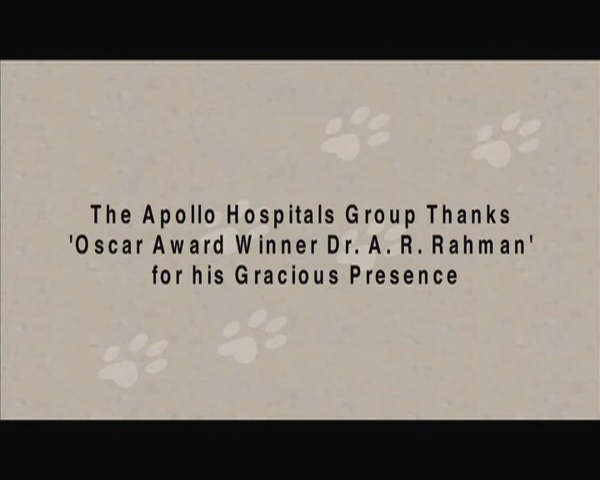 The Apollo Hospitals Group Thanks
'Oscar Award Winner Dr. A. R. Rahman'
for his Gracious Presence